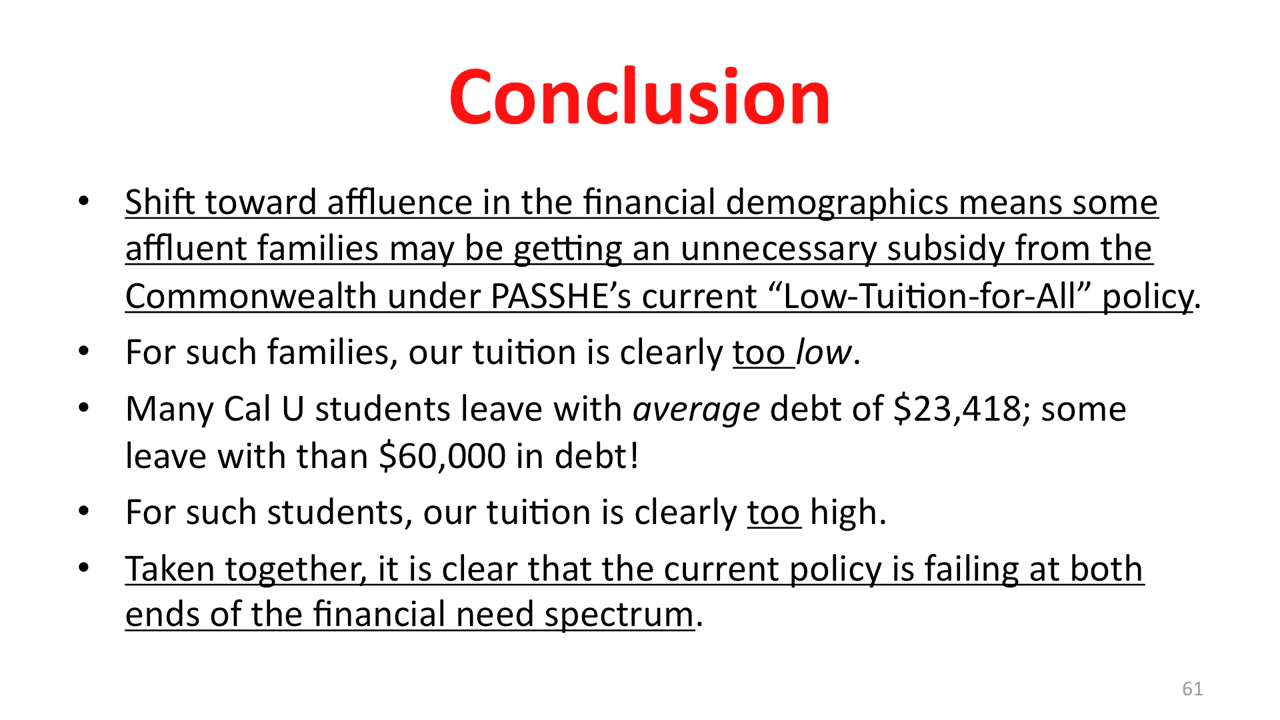 Conclusion
• Shift toward affluence in the financial demographics means some
affluent families may be getting an unnecessary subsidy from the
Commonwealth under PASSHE’s current “Low-Tuition-for-All” policy.
• For such families, our tuition is clearly too low.
• Many Cal U students leave with average debt of $23,418; some
leave with than $60,000 in debt!
• For such students, our tuition is clearly too high.
• Taken together, it is clear that the current policy is failing at both
ends of the financial need spectrum.
61